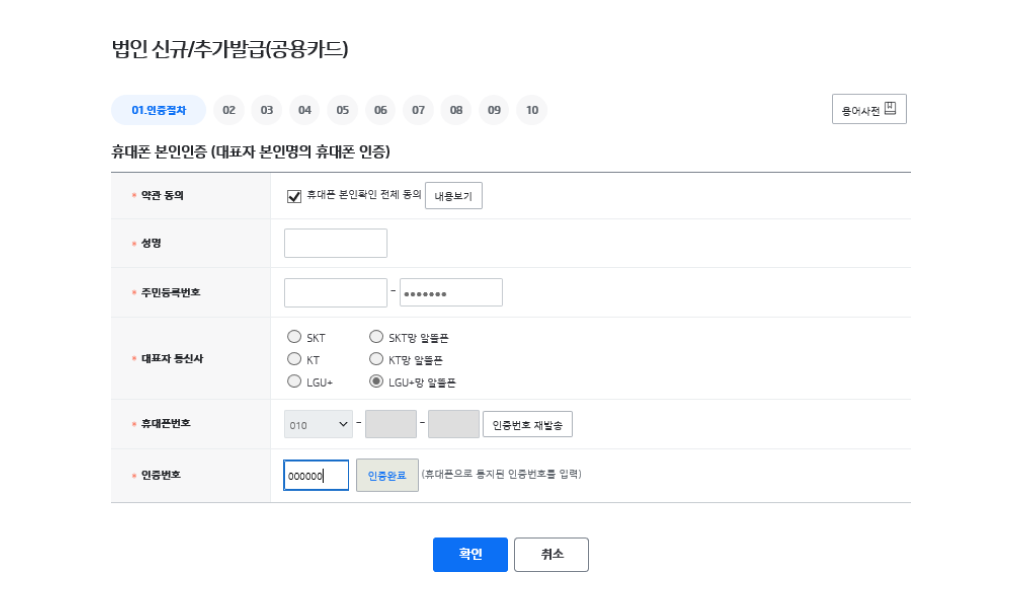 법인 신규/추가발급(공용카드)
01.인증절차 02 03 04 05 06 07 08 09 10 용어사전
휴대폰 본인인증 (대표자 본인명의 휴대폰 인증)
* 약관 동의 휴대폰 본인확인 전체 동의 내용보기
* 성명
* 주민등록번호 - ●●●●●●●
* 대표자 통신사
SKT SKT망 알뜰폰
KT KT망 알뜰폰
LGU+ LGU+망 알뜰폰
* 휴대폰번호 010 - - 인증번호 재발송
* 인증번호 000000 인증완료 (휴대폰으로 통지된 인증번호를 입력)
확인 취소